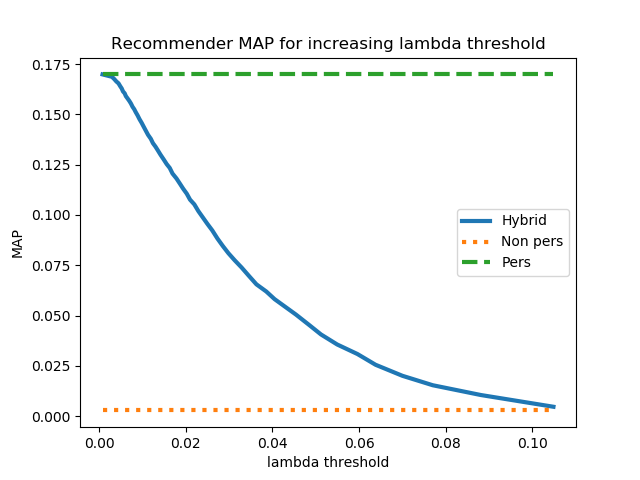 Recommender MAP for increasing lambda threshold
0.175
0.150
0.125
0.100
0.075
0.050
0.025
0.000
MAP
Hybrid
Non pers
Pers
0.00 0.02 0.04 0.06 0.08 0.10
lambda threshold